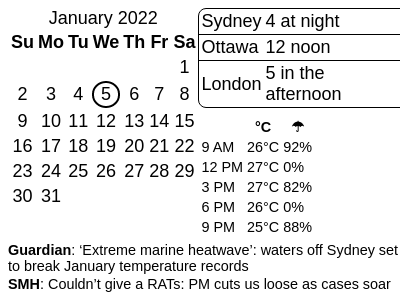 January 2022
Su Mo Tu We Th Fr Sa
1
2 3 4 5 6 7 8
9 10 11 12 13 14 15
16 17 18 19 20 21 22
23 24 25 26 27 28 29
30 31
Sydney 4 at night
Ottawa 12 noon
London 5 in the
afternoon
°C ☂
9 AM 26°C 92%
12 PM 27°C 0%
3 PM 27°C 82%
6 PM 26°C 0%
9 PM 25°C 88%
Guardian: ‘Extreme marine heatwave’: waters off Sydney set
to break January temperature records
SMH: Couldn’t give a RATs: PM cuts us loose as cases soar